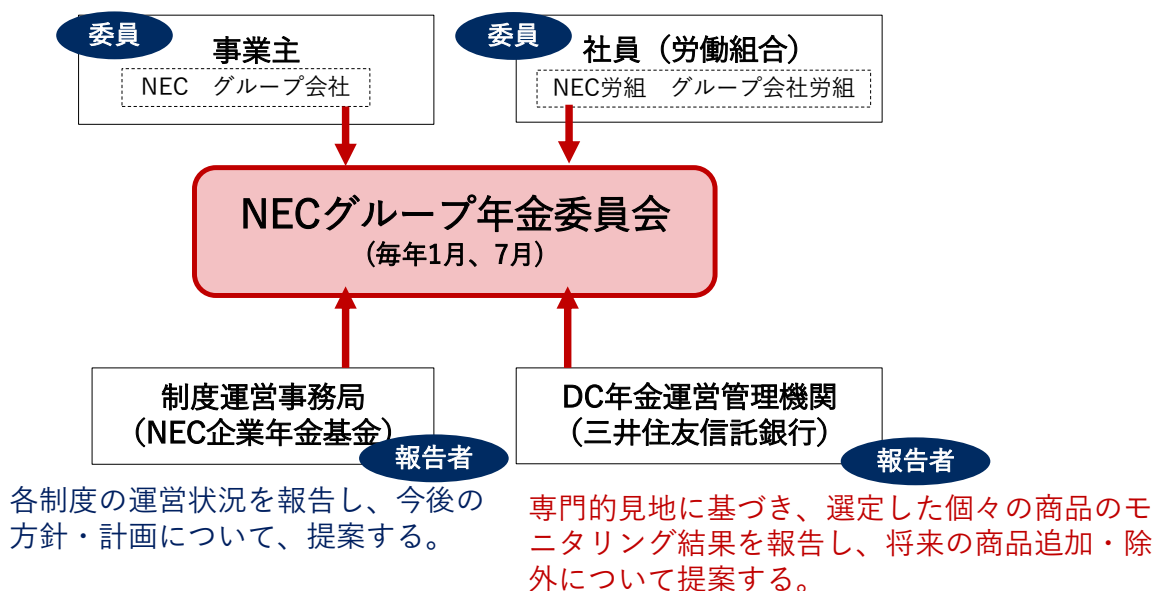 委員
事業主
NEC　グループ会社
委員
社員（労働組合）
NEC労組　グループ会社労組
NECグループ年金委員会
（毎年1月、7月）
制度運営事務局
（NEC企業年金基金）
報告者
DC年金運営管理機関
（三井住友信託銀行）
報告者
各制度の運営状況を報告し、今後の
方針・計画について、提案する。
専門的見地に基づき、選定した個々の商品のモ
ニタリング結果を報告し、将来の商品追加・除
外について提案する。